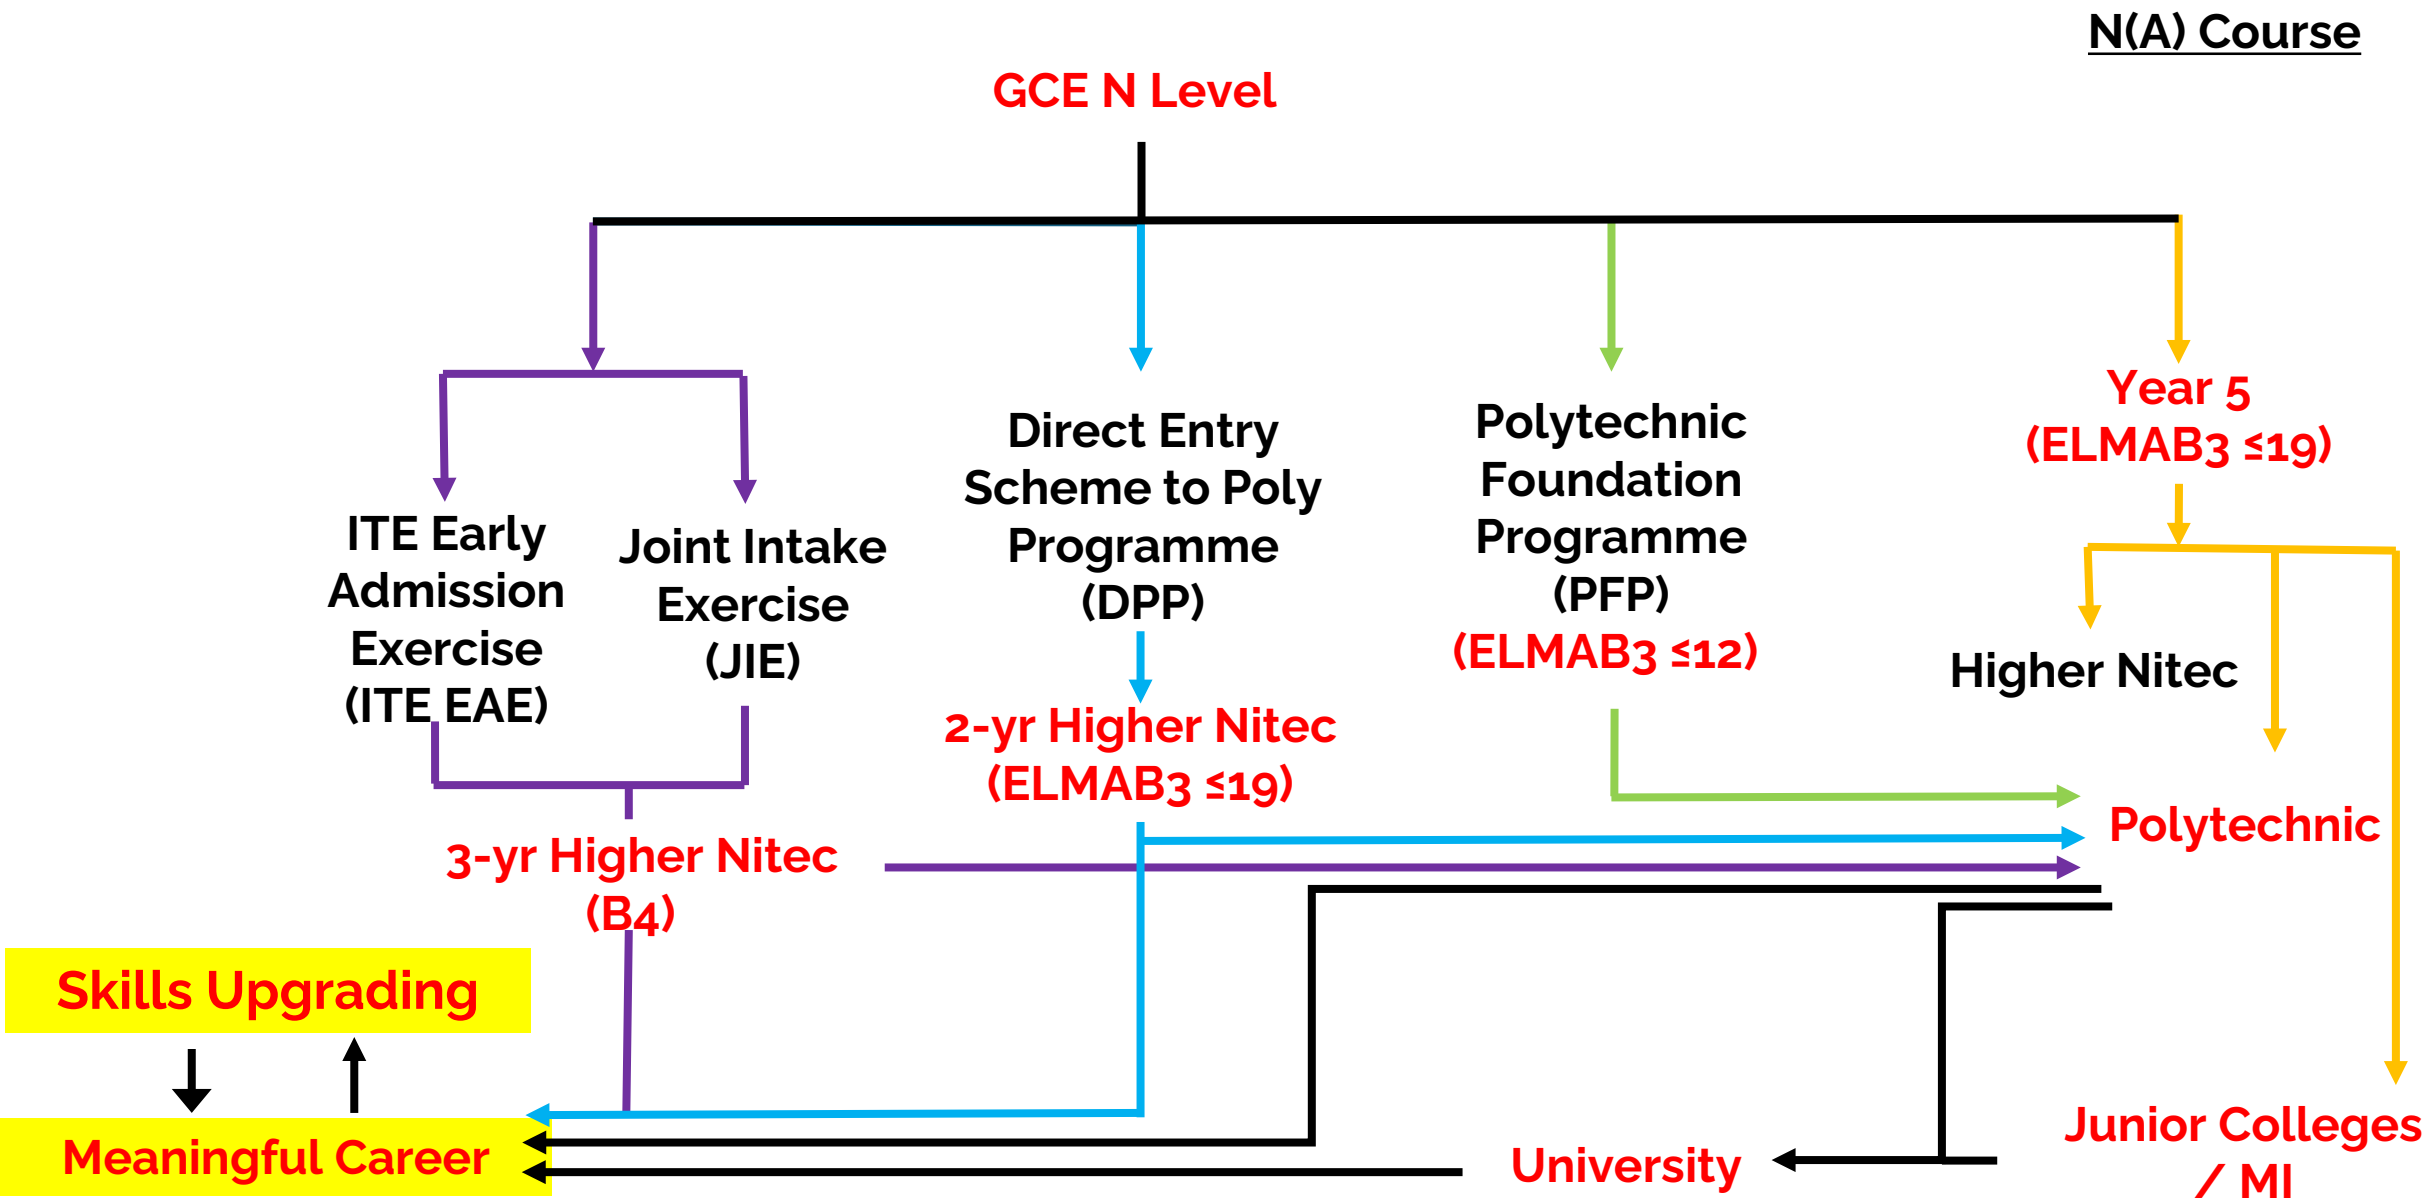 N(A) Course
GCE N Level
ITE Early
Admission
Exercise
(ITE EAE)
Joint Intake
Exercise
(JIE)
3-yr Higher Nitec
(B4)
Direct Entry
Scheme to Poly
Programme
(DPP)
2-yr Higher Nitec
(ELMAB3 ≤19)
Polytechnic
Foundation
Programme
(PFP)
(ELMAB3 ≤12)
Year 5
(ELMAB3 ≤19)
Higher Nitec
Polytechnic
Junior Colleges
/ MI
University
Skills Upgrading
Meaningful Career